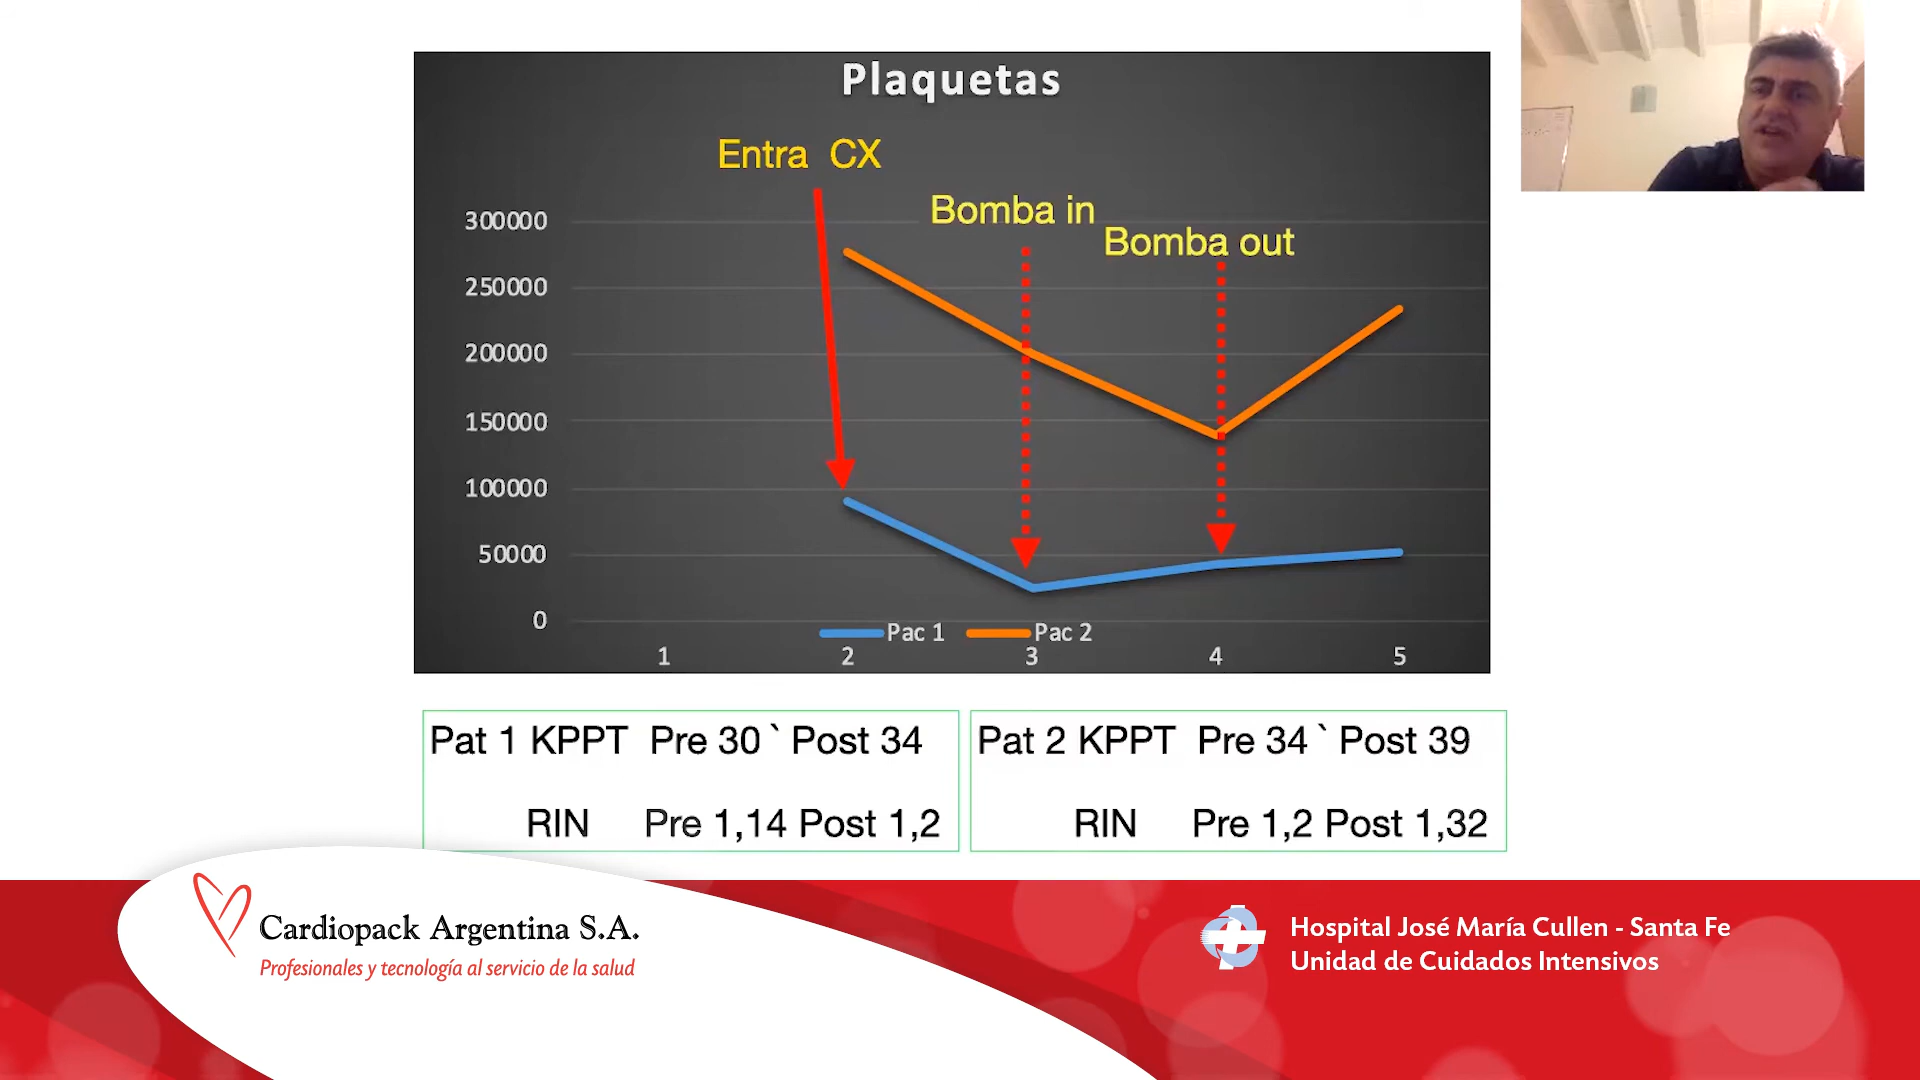 Plaquetas
Entra CX
Bomba in
Bomba out
300000
250000
200000
150000
100000
50000
0
Pac 1 Pac 2
1 2 3 4 5
Pat 1 KPPT Pre 30 ` Post 34
RIN Pre 1,14 Post 1,2
Pat 2 KPPT Pre 34 ` Post 39
RIN Pre 1,2 Post 1,32
Cardiopack Argentina S.A.
Profesionales y tecnología al servicio de la salud
Hospital José María Cullen - Santa Fe
Unidad de Cuidados Intensivos